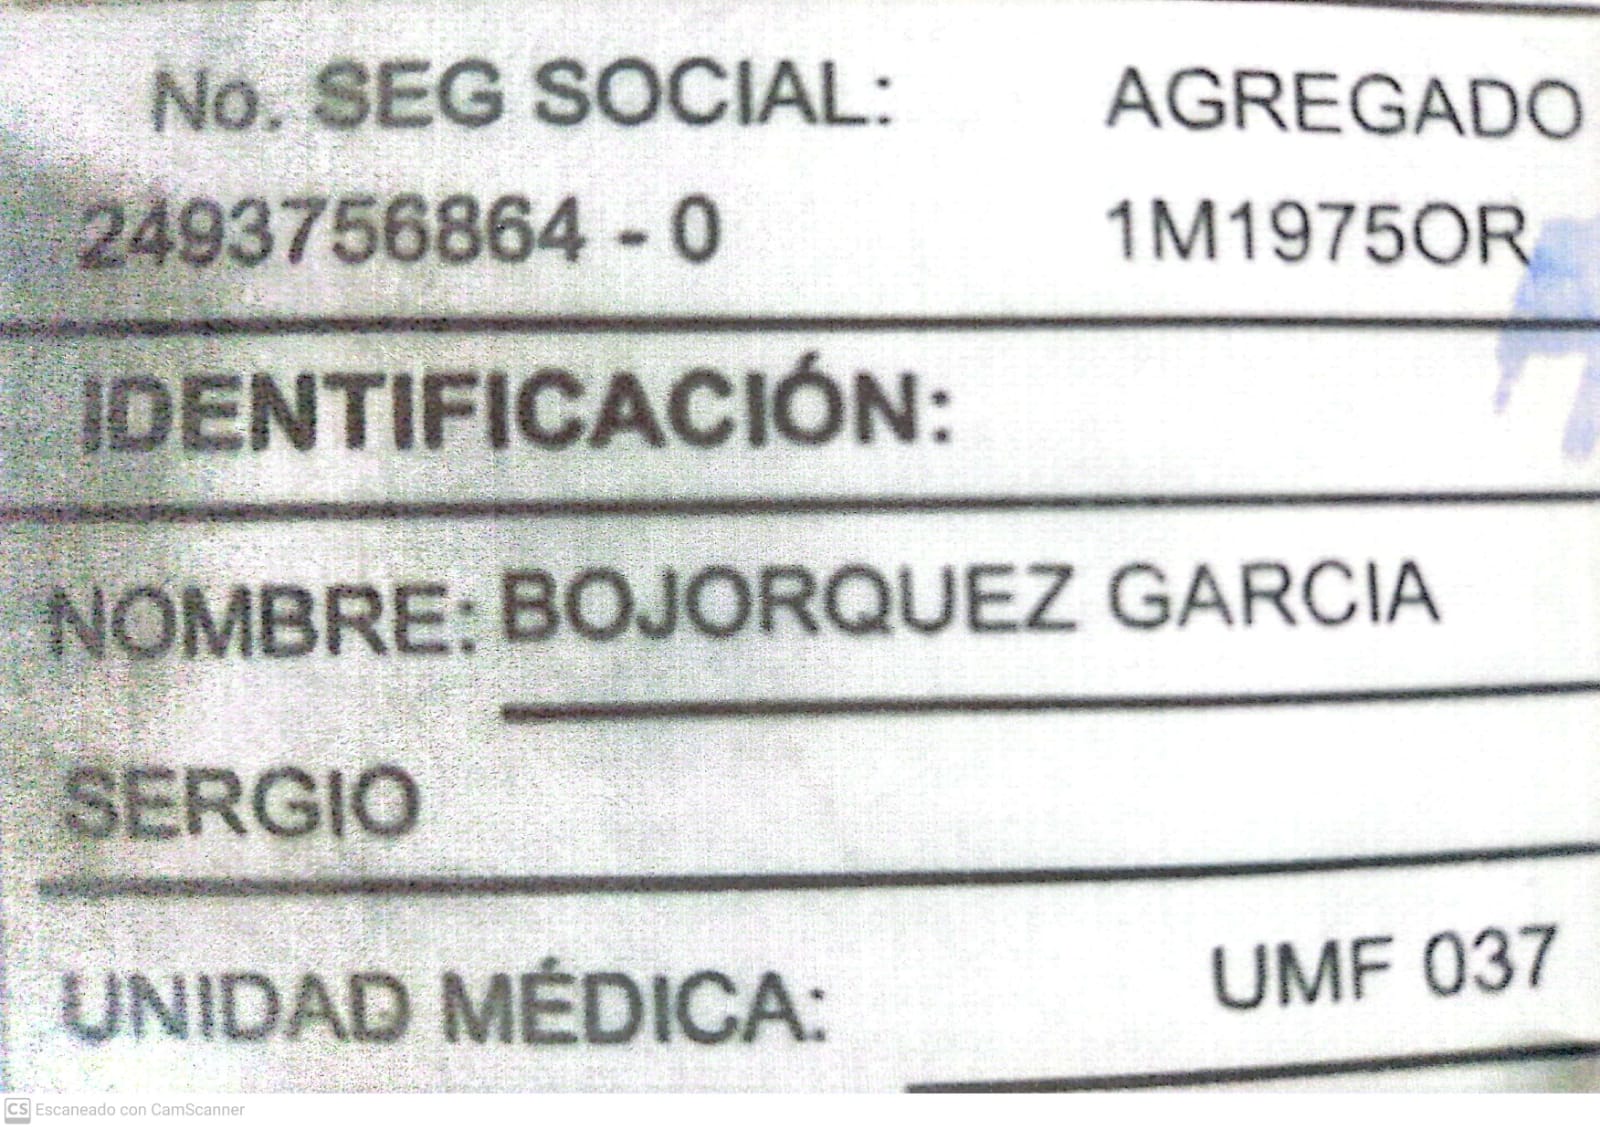 No. SEG SOCIAL: AGREGADO
2493756864 - 0 1M1975OR
IDENTIFICACIÓN:
NOMBRE: BOJORQUEZ GARCIA
SERGIO
UNIDAD MÉDICA: UMF 037
CS Escaneado con CamScanner